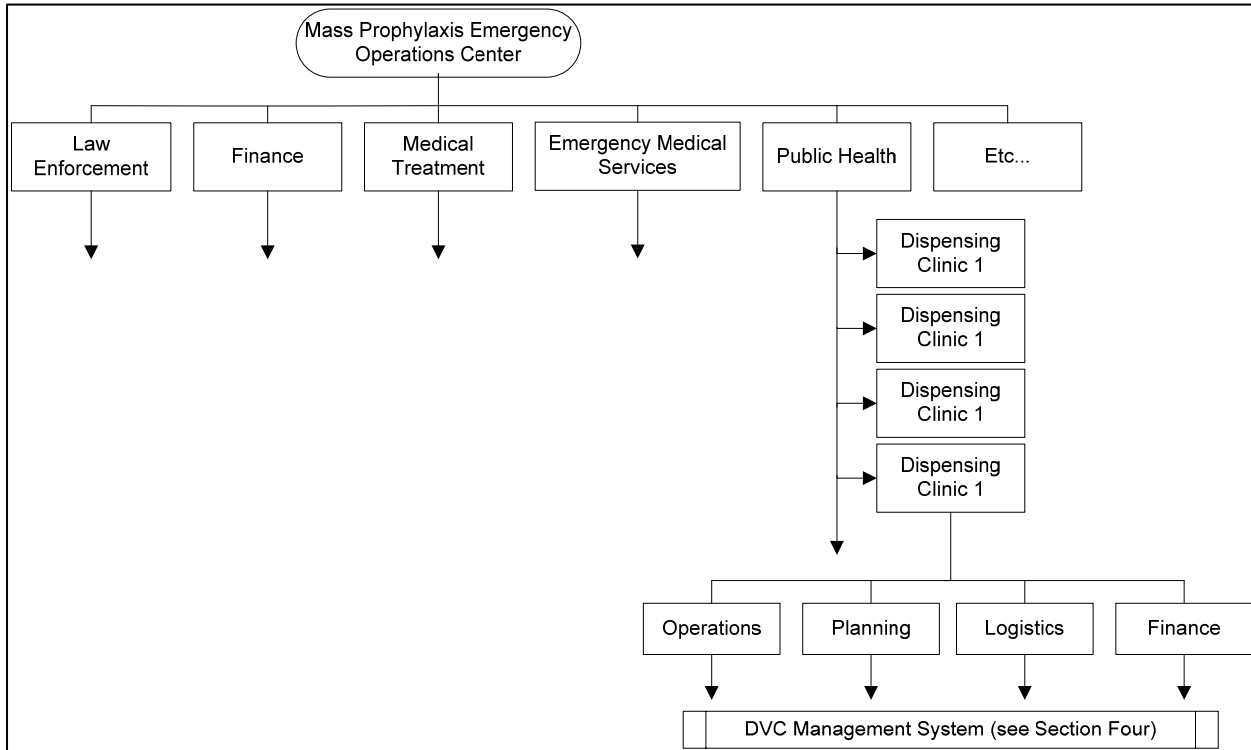 Mass Prophylaxis Emergency
Operations Center
Law
Enforcement
Finance
Medical
Treatment
Emergency Medical
Services
Public Health
Etc...
Dispensing
Clinic 1
Dispensing
Clinic 1
Dispensing
Clinic 1
Dispensing
Clinic 1
Operations
Planning
Logistics
Finance
DVC Management System (see Section Four)